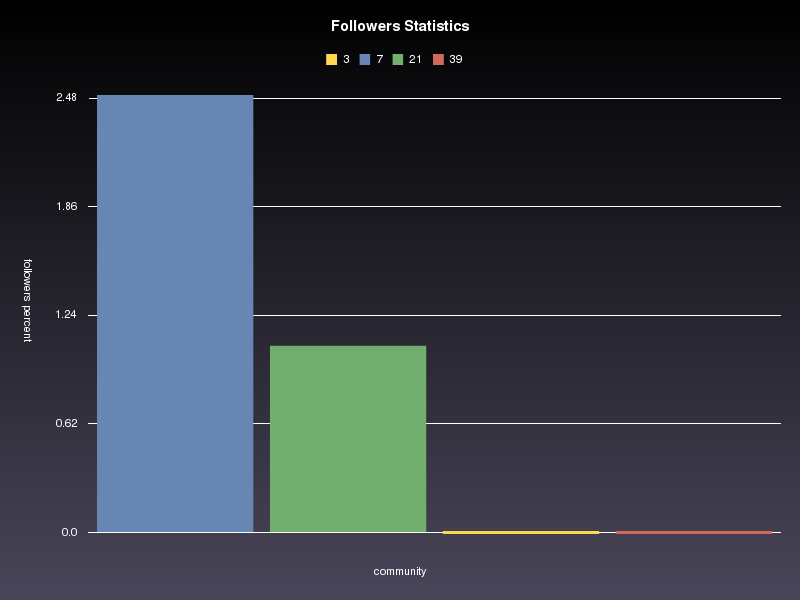 Followers Statistics
3 7 21 39
2.48
1.86
1.24
0.62
0.0
followers percent
community